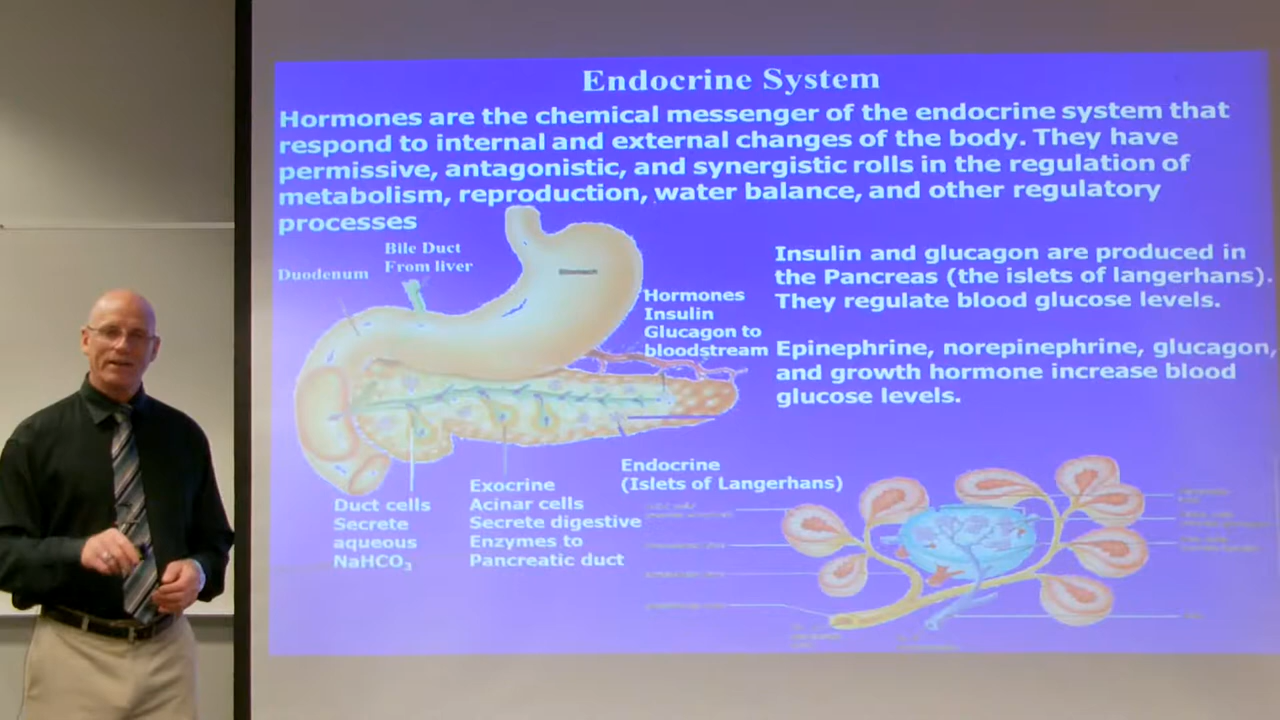 Endocrine System
Hormones are the chemical messenger of the endocrine system that
respond to internal and external changes of the body. They have
permissive, antagonistic, and synergistic rolls in the regulation of
metabolism, reproduction, water balance, and other regulatory
processes
Bile Duct
From liver
Duodenum
Stomach
Hormones
Insulin
Glucagon to
bloodstream
Insulin and glucagon are produced in
the Pancreas (the islets of langerhans).
They regulate blood glucose levels.
Epinephrine, norepinephrine, glucagon,
and growth hormone increase blood
glucose levels.
Duct cells
Secrete
aqueous
NaHCO₃
Exocrine
Acinar cells
Secrete digestive
Enzymes to
Pancreatic duct
Endocrine
(Islets of Langerhans)